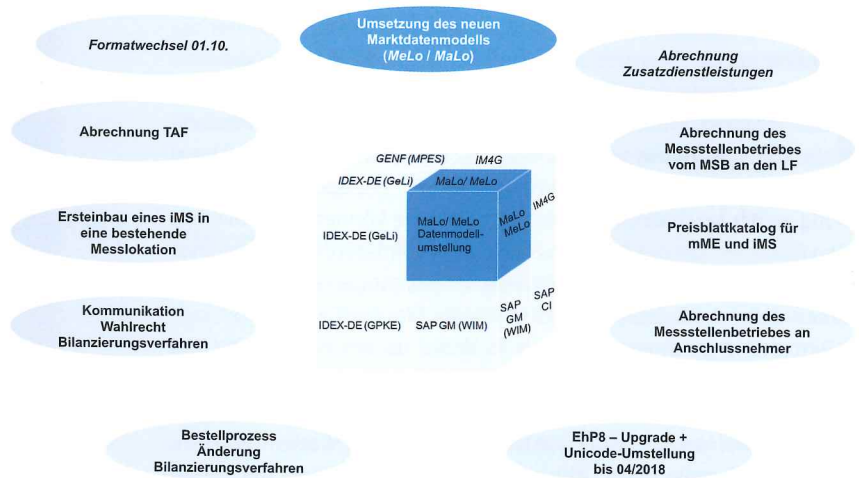 Formatwechsel 01.10.
Umsetzung des neuen
Marktdatenmodells
(MeLo / MaLo)
Abrechnung
Zusatzdienstleistungen
Abrechnung TAF
Abrechnung des
Messstellenbetriebes
vom MSB an den LF
GENF (MPES) IM4G
IDEX-DE (GeLi) MaLo/ MeLo
IM4G
Ersteinbau eines iMS in
eine bestehende
Messlokation
IDEX-DE (GeLi)
MaLo/ MeLo
Datenmodell-
umstellung
MaLo
MeLo
Preisblattkatalog für
mME und iMS
Kommunikation
Wahlrecht
Bilanzierungsverfahren
IDEX-DE (GPKE) SAP GM (WIM)
SAP
GM
(WIM)
SAP
CI
Abrechnung des
Messstellenbetriebes an
Anschlussnehmer
Bestellprozess
Änderung
Bilanzierungsverfahren
EhP8 – Upgrade +
Unicode-Umstellung
bis 04/2018